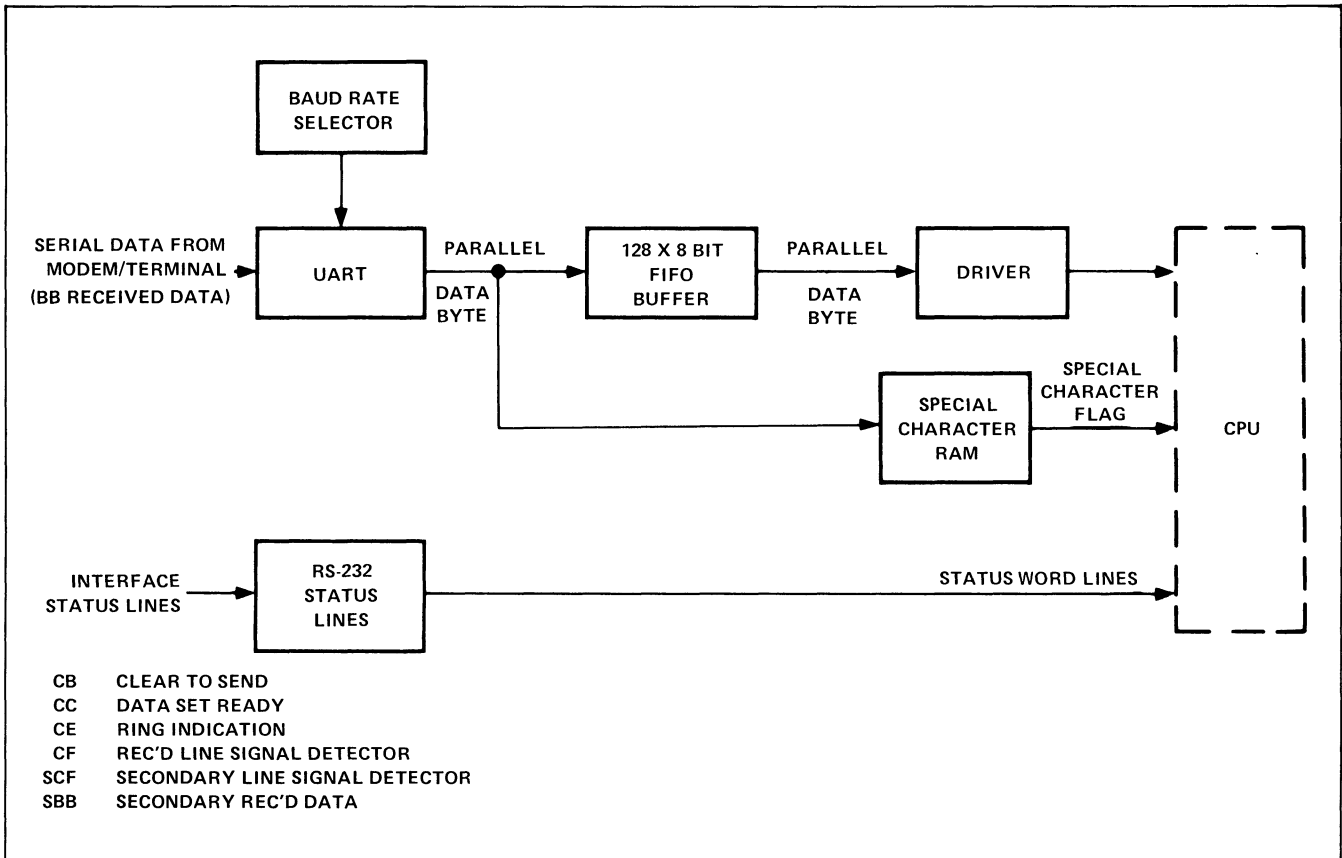 BAUD RATE
SELECTOR
SERIAL DATA FROM
MODEM/TERMINAL
(BB RECEIVED DATA)
UART
PARALLEL
DATA
BYTE
128 X 8 BIT
FIFO
BUFFER
PARALLEL
DATA
BYTE
DRIVER
SPECIAL
CHARACTER
RAM
SPECIAL
CHARACTER
FLAG
CPU
INTERFACE
STATUS LINES
RS-232
STATUS
LINES
STATUS WORD LINES
CB CLEAR TO SEND
CC DATA SET READY
CE RING INDICATION
CF REC'D LINE SIGNAL DETECTOR
SCF SECONDARY LINE SIGNAL DETECTOR
SBB SECONDARY REC'D DATA